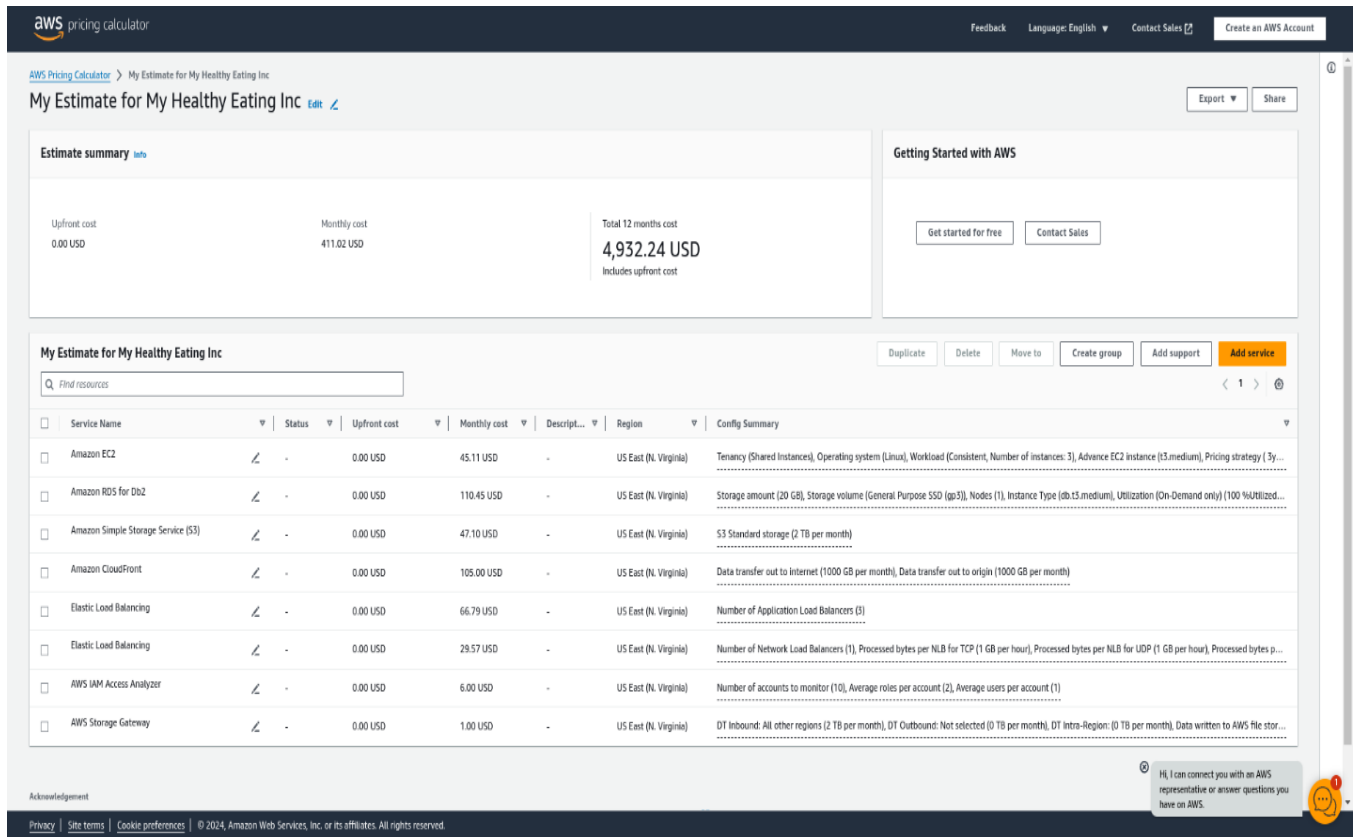 aws pricing calculator
Feedback Language: English ▼ Contact Sales Create an AWS Account
AWS Pricing Calculator > My Estimate for My Healthy Eating Inc
My Estimate for My Healthy Eating Inc Edit
Export ▼ Share
Estimate summary Info
Getting Started with AWS
Upfront cost
0.00 USD
Monthly cost
411.02 USD
Total 12 months cost
4,932.24 USD
Includes upfront cost
Get started for free Contact Sales
My Estimate for My Healthy Eating Inc
Duplicate Delete Move to Create group Add support Add service
Find resources
< 1 >
Service Name Status Upfront cost Monthly cost Descript... Region Config Summary
Amazon EC2 - 0.00 USD 45.11 USD - US East (N. Virginia) Tenancy (Shared Instances), Operating system (Linux), Workload (Consistent, Number of instances: 3), Advance EC2 instance (t3.medium), Pricing strategy ( 3y...
Amazon RDS for Db2 - 0.00 USD 110.45 USD - US East (N. Virginia) Storage amount (20 GB), Storage volume (General Purpose SSD (gp3)), Nodes (1), Instance Type (db.t3.medium), Utilization (On-Demand only) (100 %Utilized...
Amazon Simple Storage Service (S3) - 0.00 USD 47.10 USD - US East (N. Virginia) S3 Standard storage (2 TB per month)
Amazon CloudFront - 0.00 USD 105.00 USD - US East (N. Virginia) Data transfer out to internet (1000 GB per month), Data transfer out to origin (1000 GB per month)
Elastic Load Balancing - 0.00 USD 66.79 USD - US East (N. Virginia) Number of Application Load Balancers (3)
Elastic Load Balancing - 0.00 USD 29.57 USD - US East (N. Virginia) Number of Network Load Balancers (1), Processed bytes per NLB for TCP (1 GB per hour), Processed bytes per NLB for UDP (1 GB per hour), Processed bytes p...
AWS IAM Access Analyzer - 0.00 USD 6.00 USD - US East (N. Virginia) Number of accounts to monitor (10), Average roles per account (2), Average users per account (1)
AWS Storage Gateway - 0.00 USD 1.00 USD - US East (N. Virginia) DT Inbound: All other regions (2 TB per month), DT Outbound: Not selected (0 TB per month), DT Intra-Region: (0 TB per month), Data written to AWS file stor...
Hi, I can connect you with an AWS
representative or answer questions you
have on AWS.
1
Acknowledgement
Privacy | Site terms | Cookie preferences | © 2024, Amazon Web Services, Inc. or its affiliates. All rights reserved.